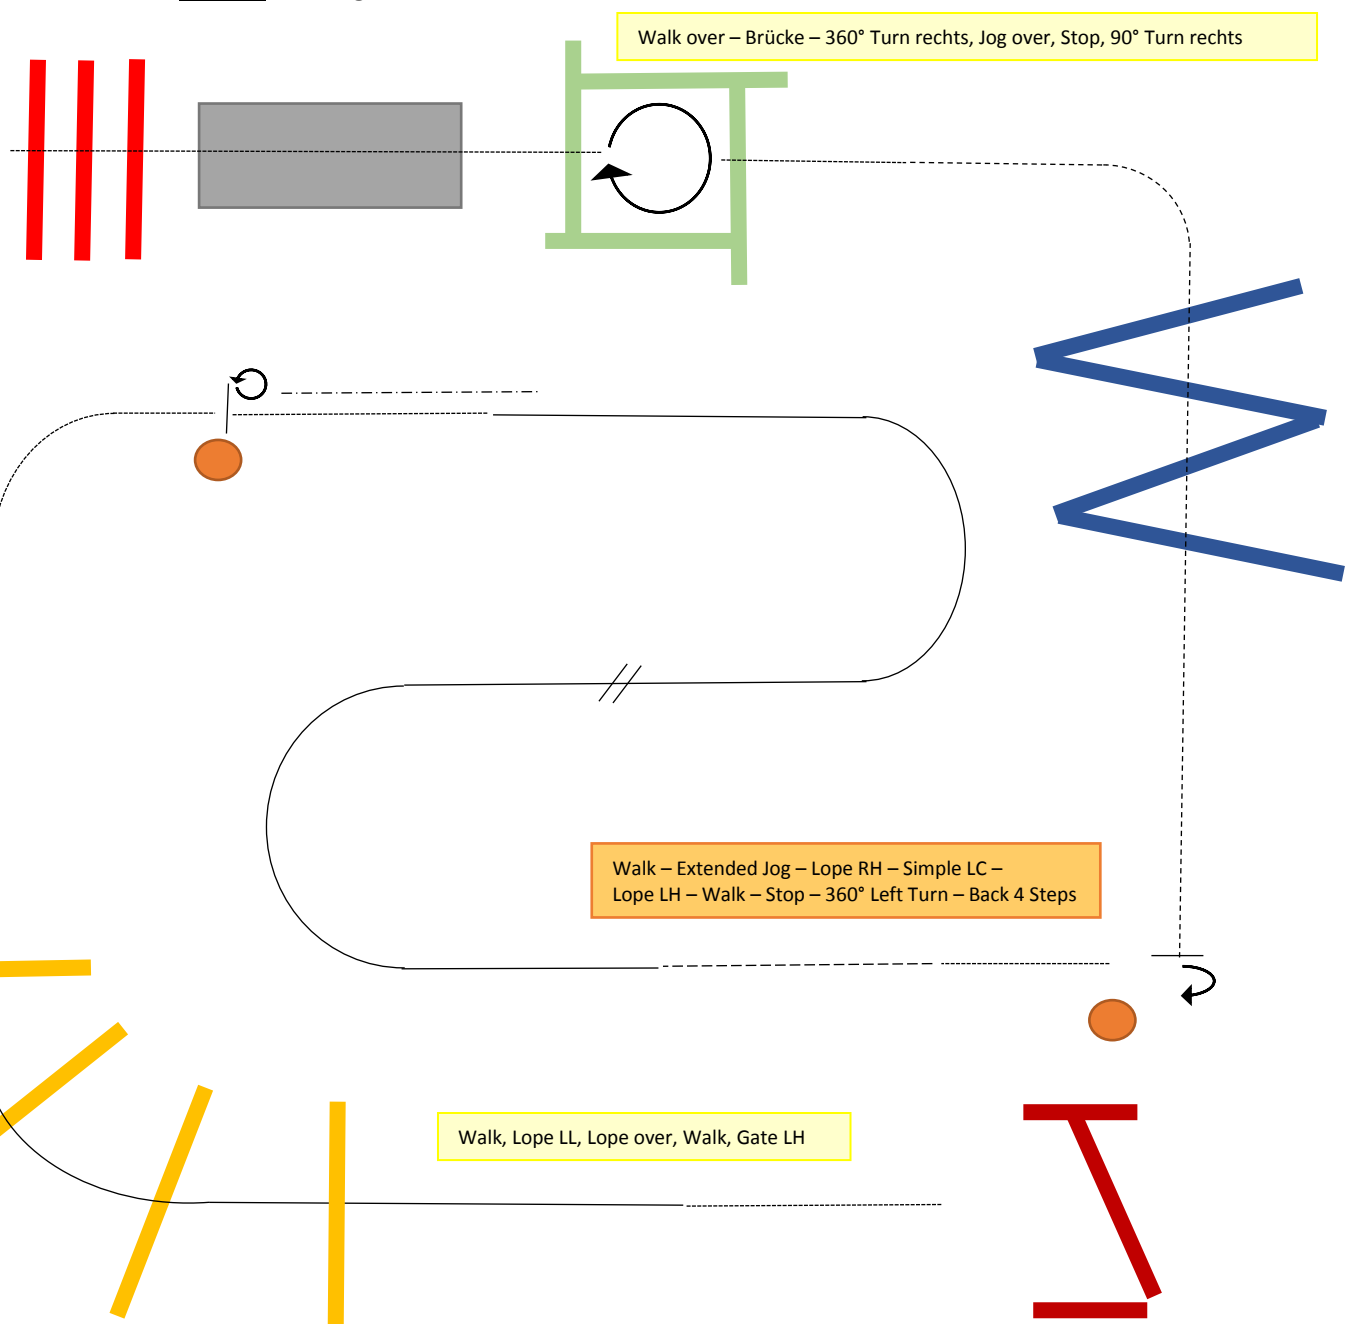 Walk over – Brücke – 360° Turn rechts, Jog over, Stop, 90° Turn rechts
Walk – Extended Jog – Lope RH – Simple LC –
Lope LH – Walk – Stop – 360° Left Turn – Back 4 Steps
Walk, Lope LL, Lope over, Walk, Gate LH